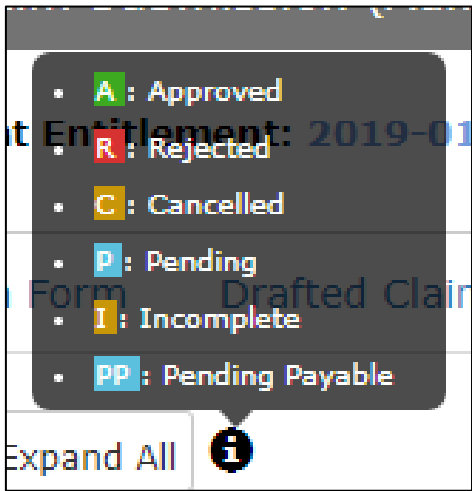 A : Approved
t Entitlement: 2019-01
R : Rejected
C : Cancelled
P : Pending
Form Drafted Clair
I : Incomplete
PP : Pending Payable
Expand All